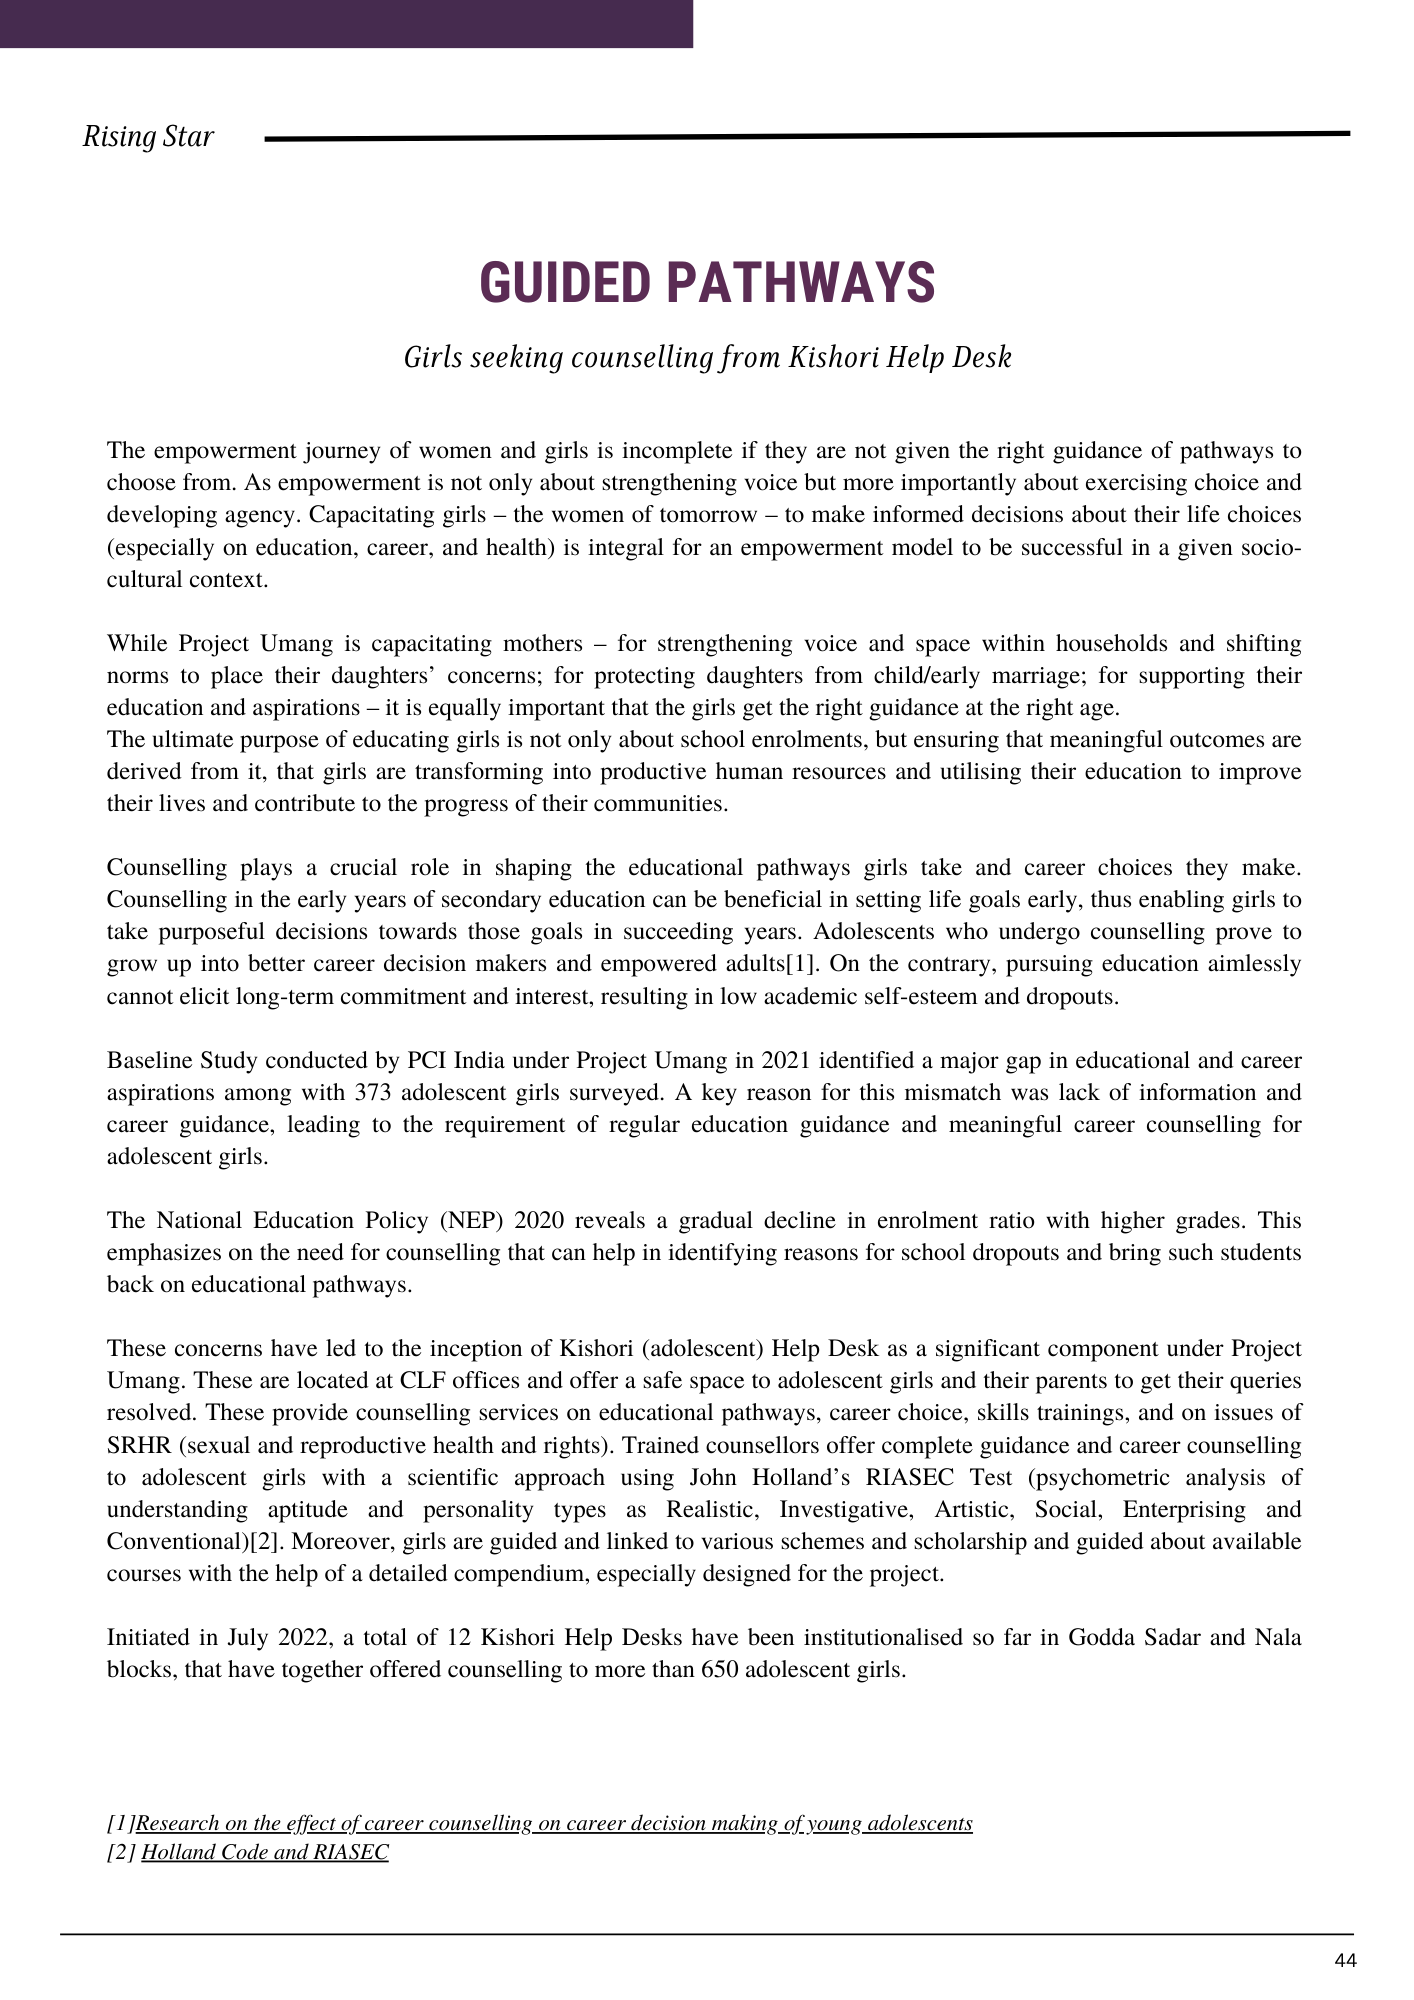 Rising Star
GUIDED PATHWAYS
Girls seeking counselling from Kishori Help Desk
The empowerment journey of women and girls is incomplete if they are not given the right guidance of pathways to
choose from. As empowerment is not only about strengthening voice but more importantly about exercising choice and
developing agency. Capacitating girls – the women of tomorrow – to make informed decisions about their life choices
(especially on education, career, and health) is integral for an empowerment model to be successful in a given socio-
cultural context.
While Project Umang is capacitating mothers – for strengthening voice and space within households and shifting
norms to place their daughters’ concerns; for protecting daughters from child/early marriage; for supporting their
education and aspirations – it is equally important that the girls get the right guidance at the right age.
The ultimate purpose of educating girls is not only about school enrolments, but ensuring that meaningful outcomes are
derived from it, that girls are transforming into productive human resources and utilising their education to improve
their lives and contribute to the progress of their communities.
Counselling plays a crucial role in shaping the educational pathways girls take and career choices they make.
Counselling in the early years of secondary education can be beneficial in setting life goals early, thus enabling girls to
take purposeful decisions towards those goals in succeeding years. Adolescents who undergo counselling prove to
grow up into better career decision makers and empowered adults[1]. On the contrary, pursuing education aimlessly
cannot elicit long-term commitment and interest, resulting in low academic self-esteem and dropouts.
Baseline Study conducted by PCI India under Project Umang in 2021 identified a major gap in educational and career
aspirations among with 373 adolescent girls surveyed. A key reason for this mismatch was lack of information and
career guidance, leading to the requirement of regular education guidance and meaningful career counselling for
adolescent girls.
The National Education Policy (NEP) 2020 reveals a gradual decline in enrolment ratio with higher grades. This
emphasizes on the need for counselling that can help in identifying reasons for school dropouts and bring such students
back on educational pathways.
These concerns have led to the inception of Kishori (adolescent) Help Desk as a significant component under Project
Umang. These are located at CLF offices and offer a safe space to adolescent girls and their parents to get their queries
resolved. These provide counselling services on educational pathways, career choice, skills trainings, and on issues of
SRHR (sexual and reproductive health and rights). Trained counsellors offer complete guidance and career counselling
to adolescent girls with a scientific approach using John Holland’s RIASEC Test (psychometric analysis of
understanding aptitude and personality types as Realistic, Investigative, Artistic, Social, Enterprising and
Conventional)[2]. Moreover, girls are guided and linked to various schemes and scholarship and guided about available
courses with the help of a detailed compendium, especially designed for the project.
Initiated in July 2022, a total of 12 Kishori Help Desks have been institutionalised so far in Godda Sadar and Nala
blocks, that have together offered counselling to more than 650 adolescent girls.
[1]Research on the effect of career counselling on career decision making of young adolescents
[2] Holland Code and RIASEC
44